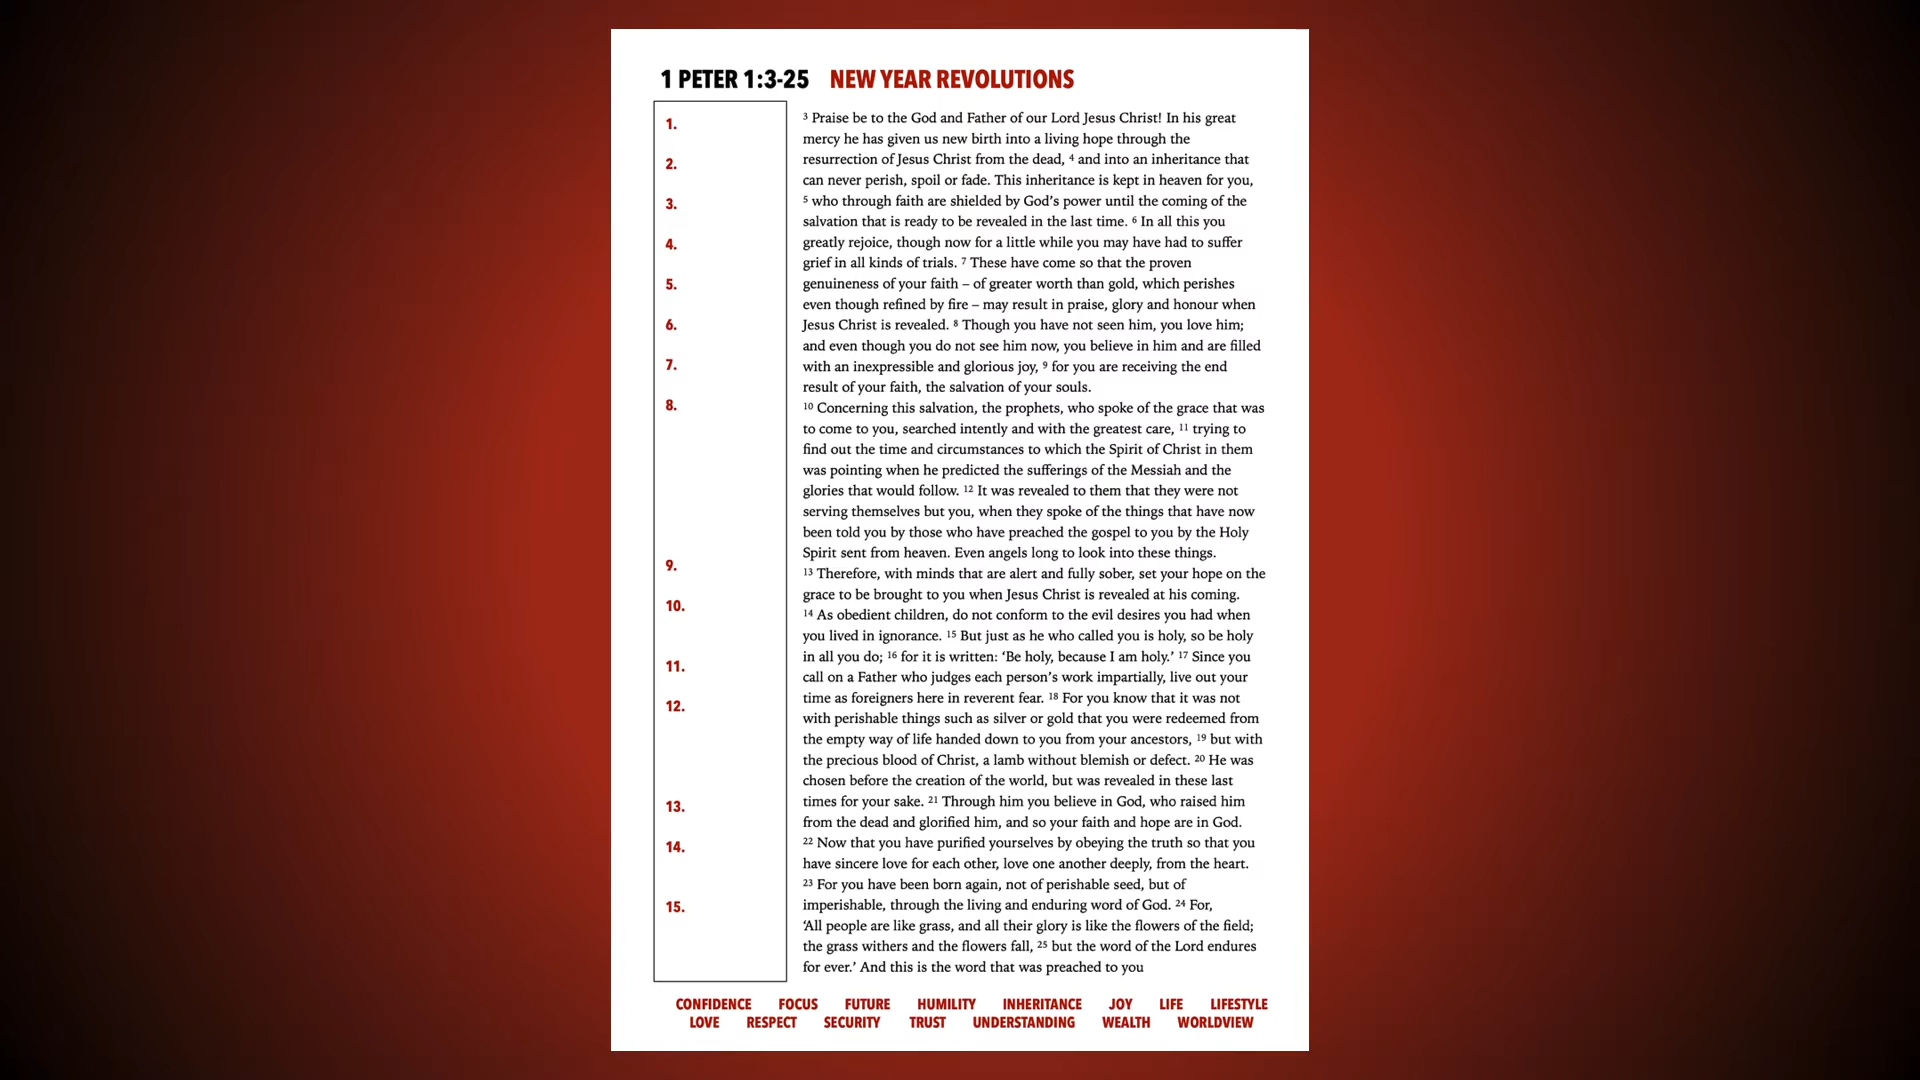 1 PETER 1:3-25 NEW YEAR REVOLUTIONS
1.
2.
3.
4.
5.
6.
7.
8.
9.
10.
11.
12.
13.
14.
15.
3 Praise be to the God and Father of our Lord Jesus Christ! In his great
mercy he has given us new birth into a living hope through the
resurrection of Jesus Christ from the dead, 4 and into an inheritance that
can never perish, spoil or fade. This inheritance is kept in heaven for you,
5 who through faith are shielded by God’s power until the coming of the
salvation that is ready to be revealed in the last time. 6 In all this you
greatly rejoice, though now for a little while you may have had to suffer
grief in all kinds of trials. 7 These have come so that the proven
genuineness of your faith – of greater worth than gold, which perishes
even though refined by fire – may result in praise, glory and honour when
Jesus Christ is revealed. 8 Though you have not seen him, you love him;
and even though you do not see him now, you believe in him and are filled
with an inexpressible and glorious joy, 9 for you are receiving the end
result of your faith, the salvation of your souls.
10 Concerning this salvation, the prophets, who spoke of the grace that was
to come to you, searched intently and with the greatest care, 11 trying to
find out the time and circumstances to which the Spirit of Christ in them
was pointing when he predicted the sufferings of the Messiah and the
glories that would follow. 12 It was revealed to them that they were not
serving themselves but you, when they spoke of the things that have now
been told you by those who have preached the gospel to you by the Holy
Spirit sent from heaven. Even angels long to look into these things.
13 Therefore, with minds that are alert and fully sober, set your hope on the
grace to be brought to you when Jesus Christ is revealed at his coming.
14 As obedient children, do not conform to the evil desires you had when
you lived in ignorance. 15 But just as he who called you is holy, so be holy
in all you do; 16 for it is written: ‘Be holy, because I am holy.’ 17 Since you
call on a Father who judges each person’s work impartially, live out your
time as foreigners here in reverent fear. 18 For you know that it was not
with perishable things such as silver or gold that you were redeemed from
the empty way of life handed down to you from your ancestors, 19 but with
the precious blood of Christ, a lamb without blemish or defect. 20 He was
chosen before the creation of the world, but was revealed in these last
times for your sake. 21 Through him you believe in God, who raised him
from the dead and glorified him, and so your faith and hope are in God.
22 Now that you have purified yourselves by obeying the truth so that you
have sincere love for each other, love one another deeply, from the heart.
23 For you have been born again, not of perishable seed, but of
imperishable, through the living and enduring word of God. 24 For,
‘All people are like grass, and all their glory is like the flowers of the field;
the grass withers and the flowers fall, 25 but the word of the Lord endures
for ever.’ And this is the word that was preached to you
CONFIDENCE FOCUS FUTURE HUMILITY INHERITANCE JOY LIFE LIFESTYLE
LOVE RESPECT SECURITY TRUST UNDERSTANDING WEALTH WORLDVIEW